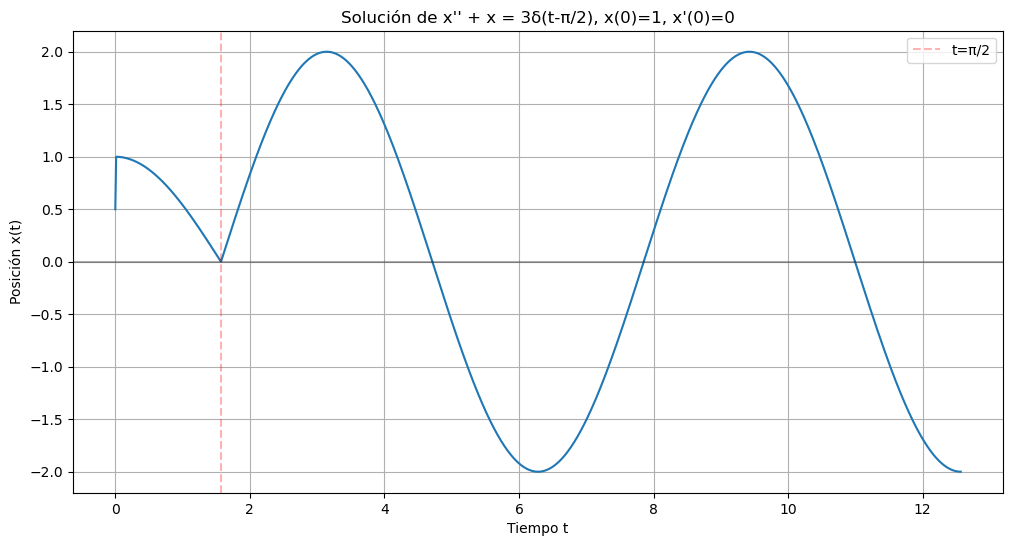 Solución de x'' + x = 3δ(t-π/2), x(0)=1, x'(0)=0
t=π/2
Posición x(t)
2.0
1.5
1.0
0.5
0.0
−0.5
−1.0
−1.5
−2.0
0 2 4 6 8 10 12
Tiempo t